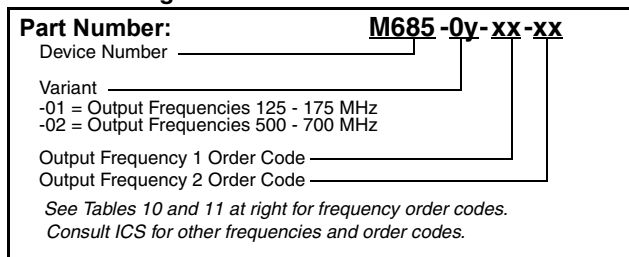 Part Number: M685-0y-xx-xx
Device Number
Variant
-01 = Output Frequencies 125 - 175 MHz
-02 = Output Frequencies 500 - 700 MHz
Output Frequency 1 Order Code
Output Frequency 2 Order Code
See Tables 10 and 11 at right for frequency order codes.
Consult ICS for other frequencies and order codes.